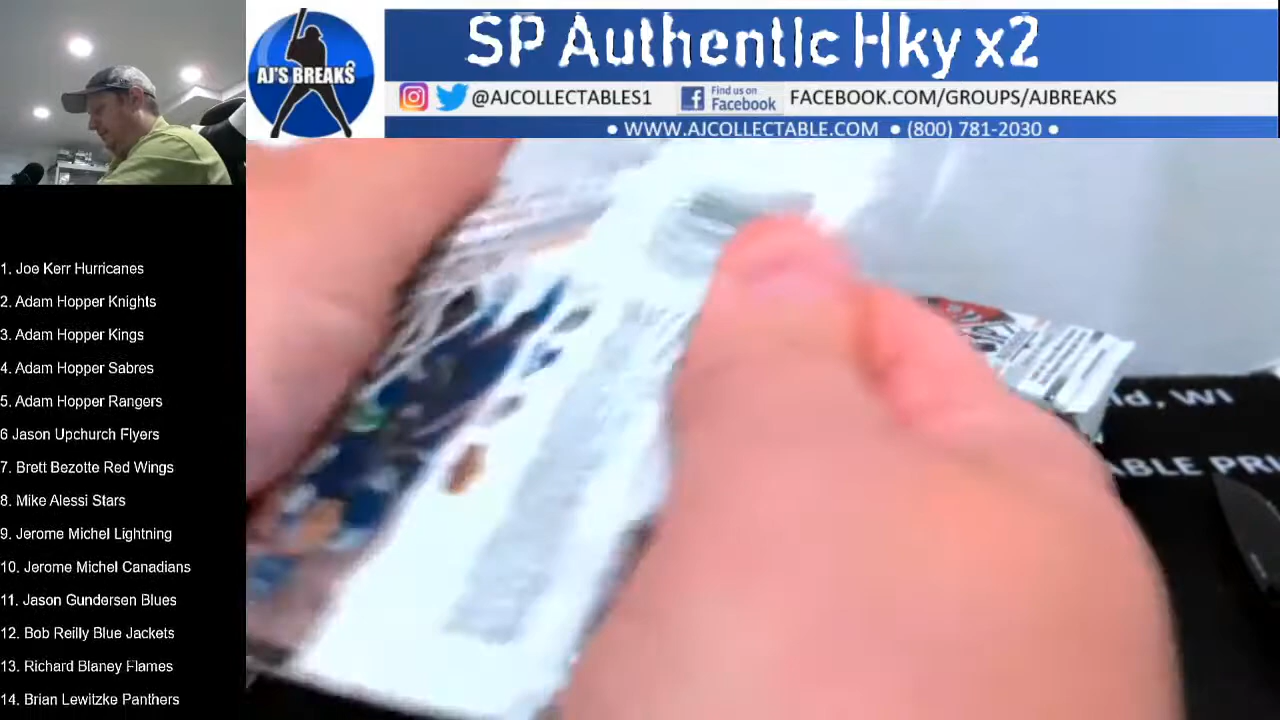 SP Authentic Hky x2
AJ'S BREAKS
@AJCOLLECTABLES1
Find us on
Facebook
FACEBOOK.COM/GROUPS/AJBREAKS
• WWW.AJCOLLECTABLE.COM • (800) 781-2030 •
1. Joe Kerr Hurricanes
2. Adam Hopper Knights
3. Adam Hopper Kings
4. Adam Hopper Sabres
5. Adam Hopper Rangers
6 Jason Upchurch Flyers
7. Brett Bezotte Red Wings
8. Mike Alessi Stars
9. Jerome Michel Lightning
10. Jerome Michel Canadians
11. Jason Gundersen Blues
12. Bob Reilly Blue Jackets
13. Richard Blaney Flames
14. Brian Lewitzke Panthers
ld, WI
ABLE PRI